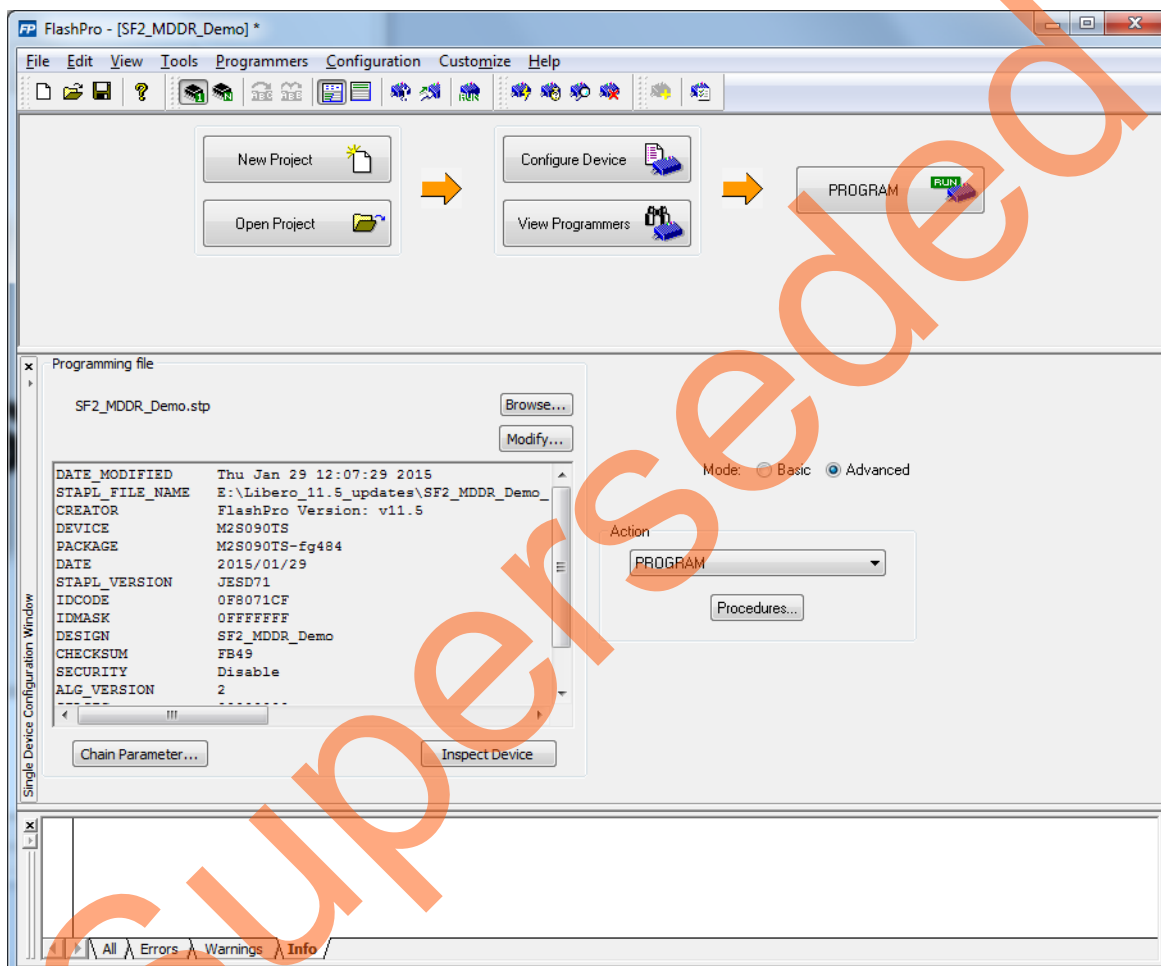 FlashPro - [SF2_MDDR_Demo] *
File Edit View Tools Programmers Configuration Customize Help
New Project
Configure Device
PROGRAM
RUN
Open Project
View Programmers
Programming file
SF2_MDDR_Demo.stp
Browse...
Modify...
Mode: Basic Advanced
DATE_MODIFIED Thu Jan 29 12:07:29 2015
STAPL_FILE_NAME E:\Libero_11.5_updates\SF2_MDDR_Demo_
CREATOR FlashPro Version: v11.5
DEVICE M2S090TS
PACKAGE M2S090TS-fg484
DATE 2015/01/29
STAPL_VERSION JESD71
IDCODE 0F8071CF
IDMASK 0FFFFFFF
DESIGN SF2_MDDR_Demo
CHECKSUM FB49
SECURITY Disable
ALG_VERSION 2
Action
PROGRAM
Procedures...
Chain Parameter...
Inspect Device
Single Device Configuration Window
All Errors Warnings Info
Superseded